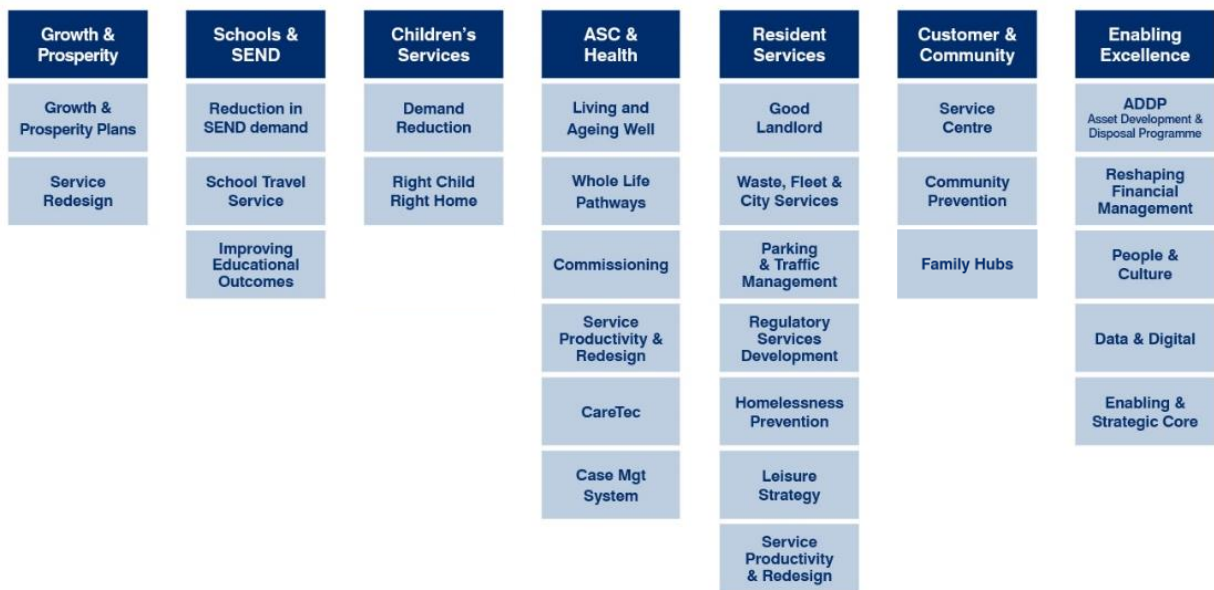 Growth &
Prosperity
Growth &
Prosperity Plans
Service
Redesign
Schools &
SEND
Reduction in
SEND demand
School Travel
Service
Improving
Educational
Outcomes
Children's
Services
Demand
Reduction
Right Child
Right Home
ASC &
Health
Living and
Ageing Well
Whole Life
Pathways
Commissioning
Service
Productivity &
Redesign
CareTec
Case Mgt
System
Resident
Services
Good
Landlord
Waste, Fleet &
City Services
Parking
& Traffic
Management
Regulatory
Services
Development
Homelessness
Prevention
Leisure
Strategy
Service
Productivity
& Redesign
Customer &
Community
Service
Centre
Community
Prevention
Family Hubs
Enabling
Excellence
ADDP
Asset Development &
Disposal Programme
Reshaping
Financial
Management
People &
Culture
Data & Digital
Enabling &
Strategic Core